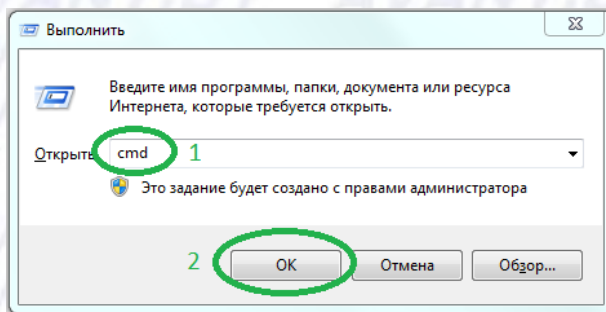 Выполнить
Введите имя программы, папки, документа или ресурса
Интернета, которые требуется открыть.
Открыть cmd 1
Это задание будет создано с правами администратора
2 ОК Отмена Обзор...